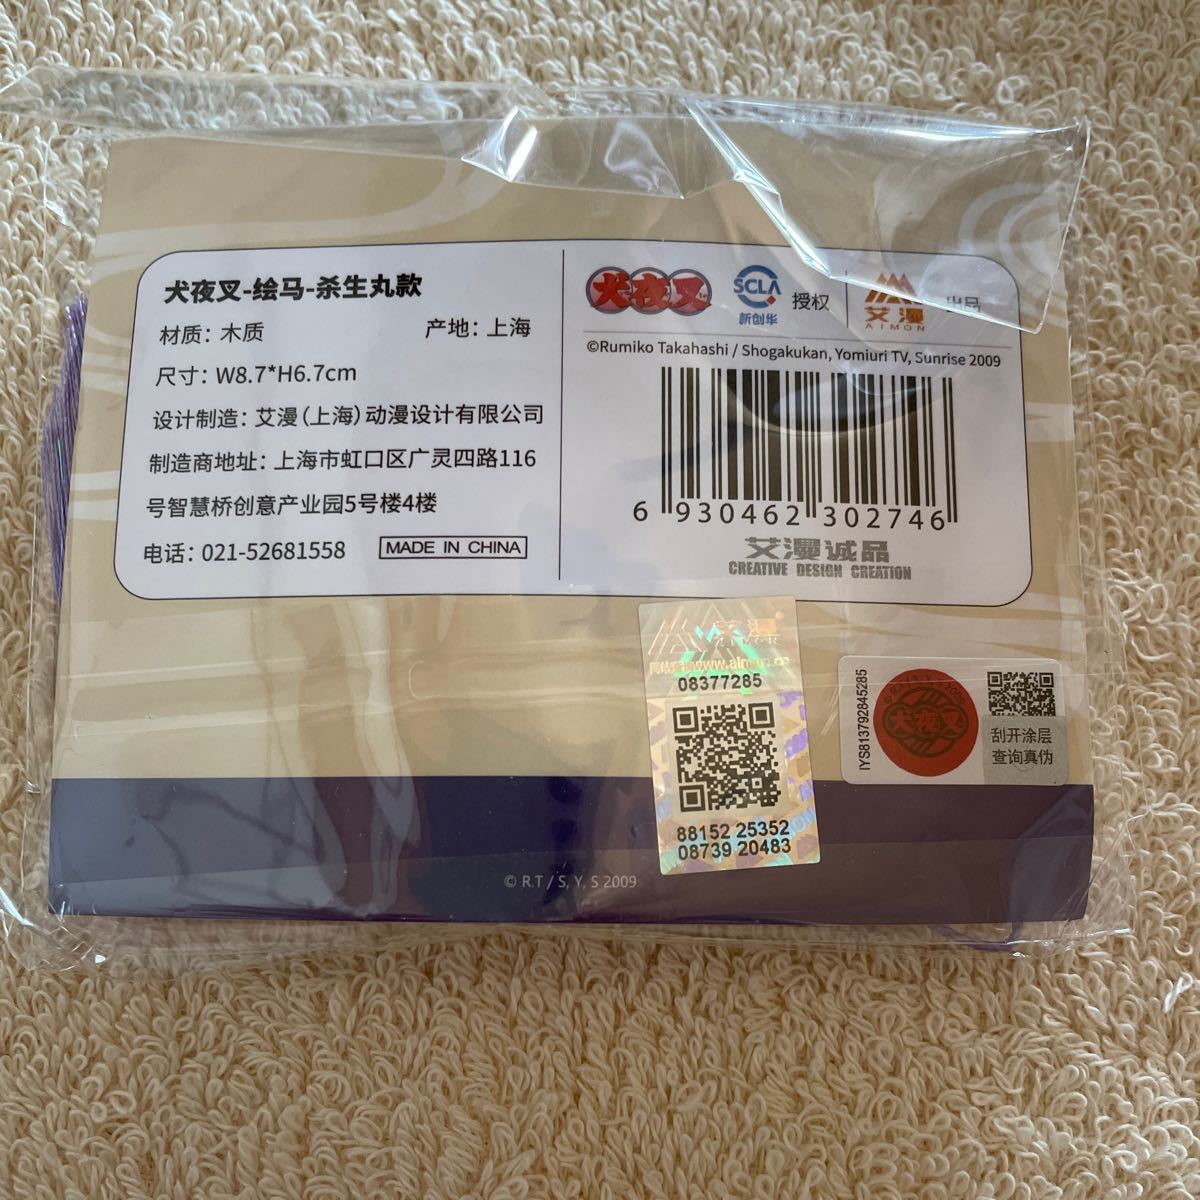 犬夜叉-绘马-杀生丸款
材质：木质 产地：上海
尺寸：W8.7*H6.7cm
设计制造：艾漫（上海）动漫设计有限公司
制造商地址：上海市虹口区广灵四路116
号智慧桥创意产业园5号楼4楼
电话：021-52681558 MADE IN CHINA
犬夜叉 SCLA 新创华 授权 艾漫 AIMON 出品
©Rumiko Takahashi / Shogakukan, Yomiuri TV, Sunrise 2009
6 930462 302746
艾漫诚品
CREATIVE DESIGN CREATION
艾漫
08377285
88152 25352
08739 20483
IYS813792845285
犬夜叉
刮开涂层
查询真伪
© R.T / S, Y, S 2009